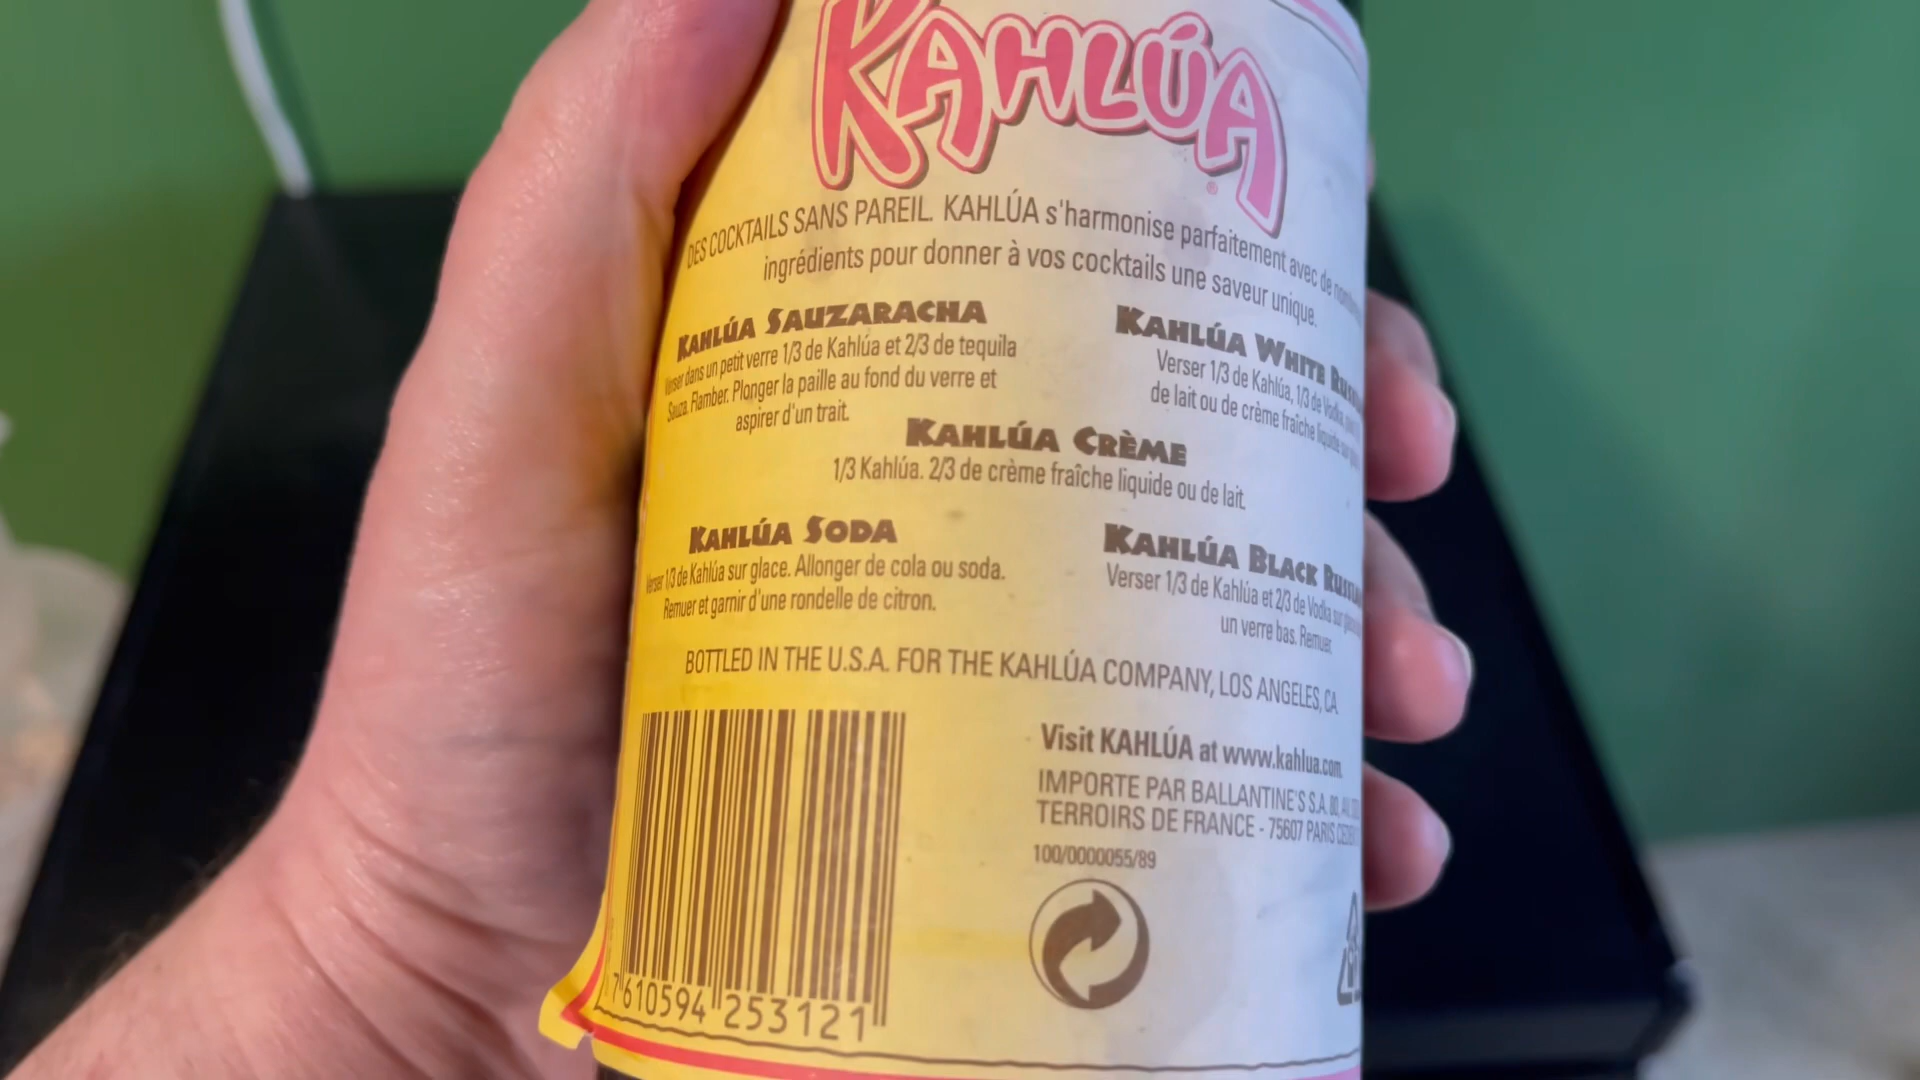 KAHLÚA
®
DES COCKTAILS SANS PAREIL. KAHLÚA s'harmonise parfaitement avec de
ingrédients pour donner à vos cocktails une saveur unique.
KAHLÚA SAUZARACHA
Verser dans un petit verre 1/3 de Kahlúa et 2/3 de tequila
Sauza. Flamber. Plonger la paille au fond du verre et
aspirer d'un trait.
KAHLÚA WHITE
Verser 1/3 de Kahlúa, 1/3 de Vodka,
de lait ou de crème fraîche liquide
KAHLÚA CRÈME
1/3 Kahlúa. 2/3 de crème fraîche liquide ou de lait.
KAHLÚA SODA
Verser 1/3 de Kahlúa sur glace. Allonger de cola ou soda.
Remuer et garnir d'une rondelle de citron.
KAHLÚA BLACK
Verser 1/3 de Kahlúa et 2/3 de Vodka sur
un verre bas. Remuer.
BOTTLED IN THE U.S.A. FOR THE KAHLÚA COMPANY, LOS ANGELES, CA
Visit KAHLÚA at www.kahlua.com
IMPORTE PAR BALLANTINE'S S.A. 80, AV.
TERROIRS DE FRANCE - 75607 PARIS
100/0000055/89
7 610594 253121